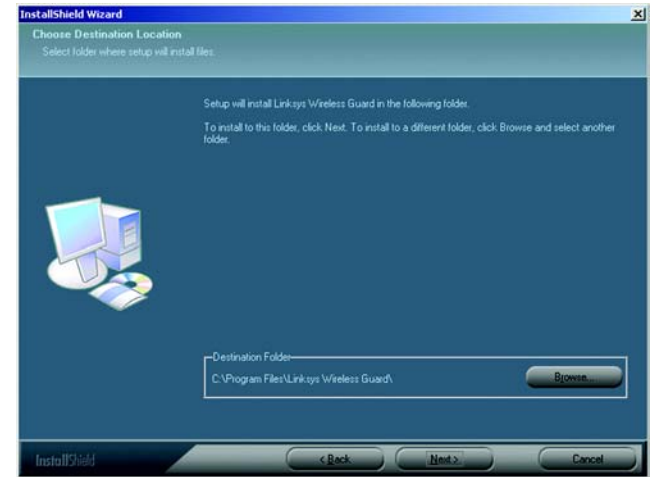 InstallShield Wizard
Choose Destination Location
Select folder where setup will install files.
Setup will install Linksys Wireless Guard in the following folder.
To install to this folder, click Next. To install to a different folder, click Browse and select another
folder.
Destination Folder
C:\Program Files\Linksys Wireless Guard\
Browse...
InstallShield
< Back
Next >
Cancel